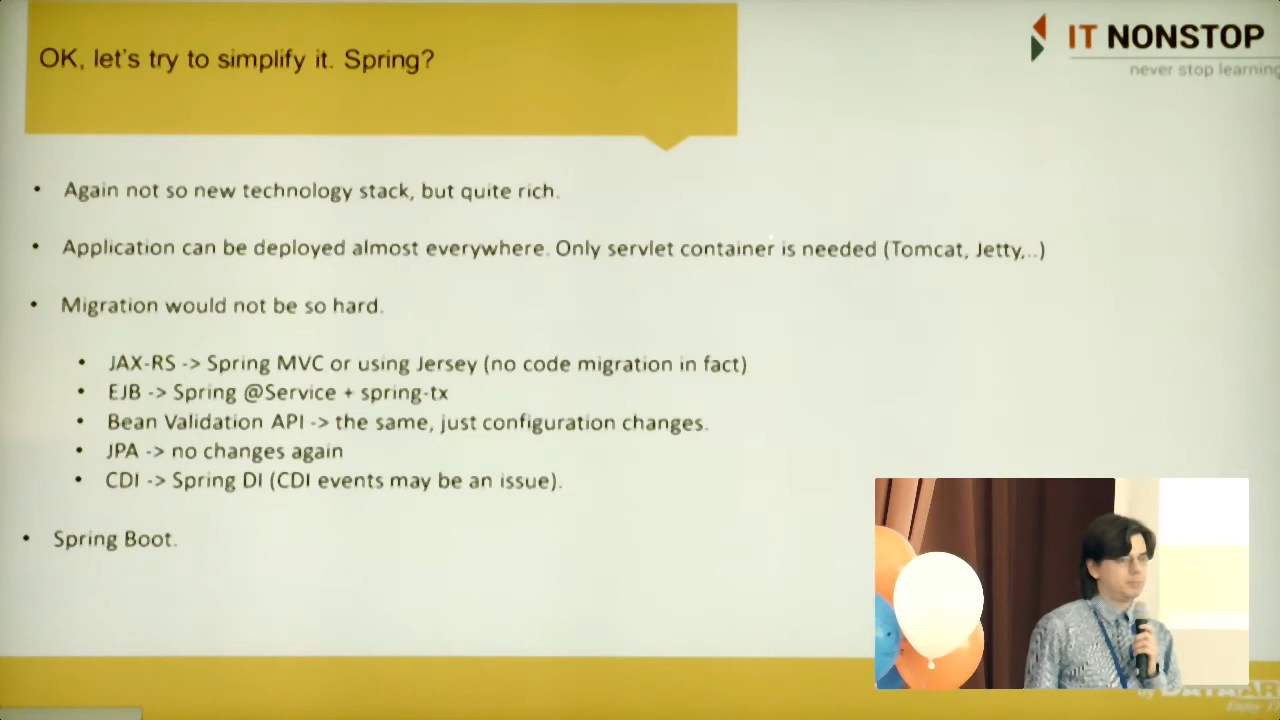 OK, let's try to simplify it. Spring?
IT NONSTOP
never stop learning
• Again not so new technology stack, but quite rich.
• Application can be deployed almost everywhere. Only servlet container is needed (Tomcat, Jetty,..)
• Migration would not be so hard.
• JAX-RS -> Spring MVC or using Jersey (no code migration in fact)
• EJB -> Spring @Service + spring-tx
• Bean Validation API -> the same, just configuration changes.
• JPA -> no changes again
• CDI -> Spring DI (CDI events may be an issue).
• Spring Boot.
by DATAAR
Enjoy IT